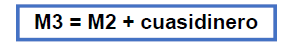 M3 = M2 + cuasidinero